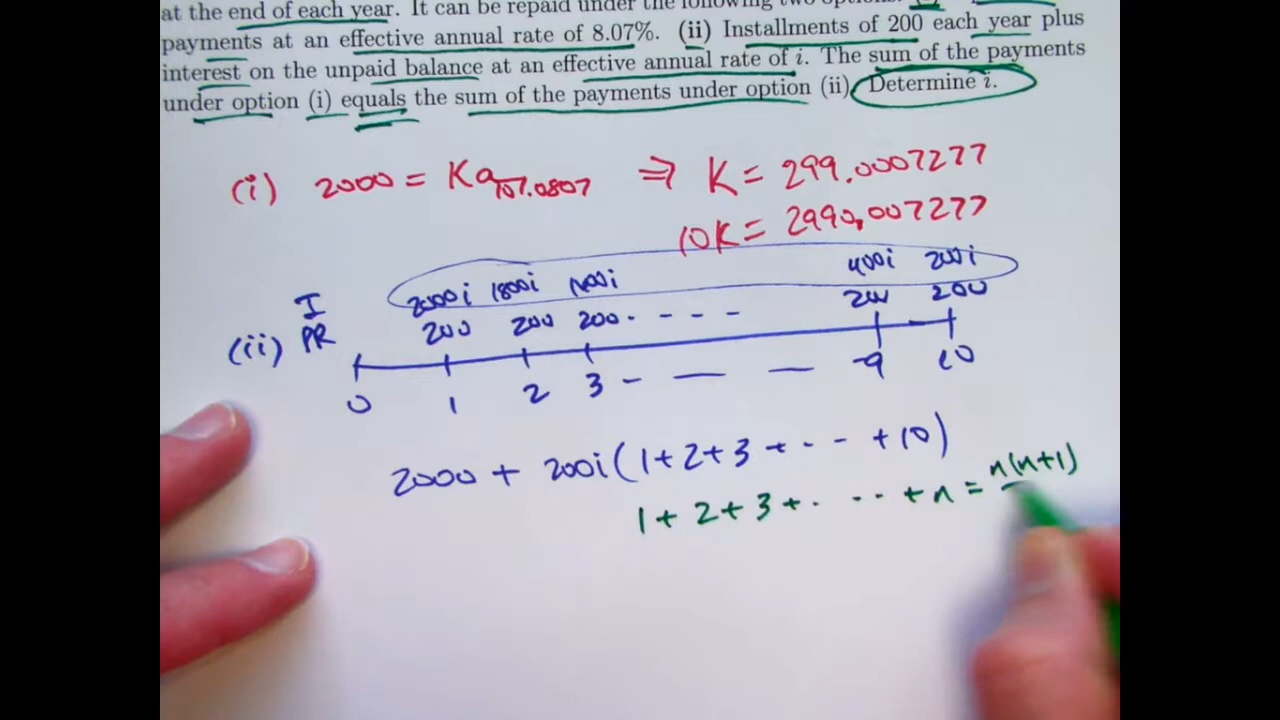 at the end of each year. It can be repaid under the following two options:
payments at an effective annual rate of 8.07%. (ii) Installments of 200 each year plus
interest on the unpaid balance at an effective annual rate of i. The sum of the payments
under option (i) equals the sum of the payments under option (ii). Determine i.
(i) 2000 = Ka10⌉.0807 ⇒ K = 299.0007277
10K = 2990.007277
I 2000i 1800i 1600i 400i 200i
(ii) PR 200 200 200 · - - - 200 200
0 1 2 3 - — — 9 10
2000 + 200i(1+2+3+ · - - +10)
1+2+3+ · · · · +n = n(n+1)